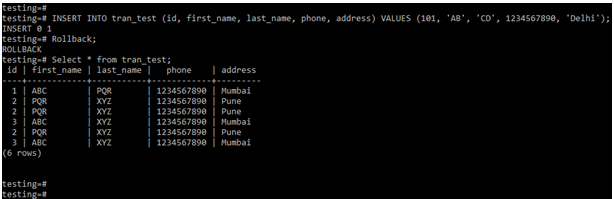 testing=#
testing=# INSERT INTO tran_test (id, first_name, last_name, phone, address) VALUES (101, 'AB', 'CD', 1234567890, 'Delhi');
INSERT 0 1
testing=# Rollback;
ROLLBACK
testing=# Select * from tran_test;
 id | first_name | last_name |   phone    | address
----+------------+-----------+------------+---------
  1 | ABC        | PQR       | 1234567890 | Mumbai
  2 | PQR        | XYZ       | 1234567890 | Pune
  2 | PQR        | XYZ       | 1234567890 | Pune
  3 | ABC        | XYZ       | 1234567890 | Mumbai
  2 | PQR        | XYZ       | 1234567890 | Pune
  3 | ABC        | XYZ       | 1234567890 | Mumbai
(6 rows)
testing=#
testing=#